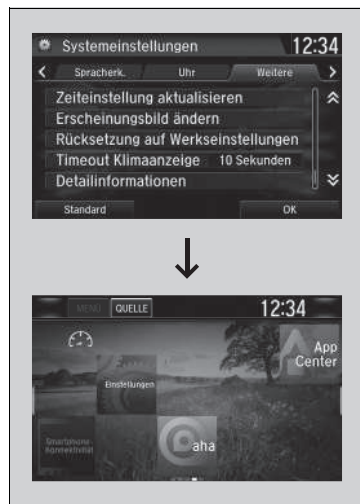 Systemeinstellungen 12:34
Spracherk. Uhr Weitere
Zeiteinstellung aktualisieren
Erscheinungsbild ändern
Rücksetzung auf Werkseinstellungen
Timeout Klimaanzeige 10 Sekunden
Detailinformationen
Standard OK
MENÜ QUELLE 12:34
App
Center
Einstellungen
Smartphone-
Konnektivität
aha